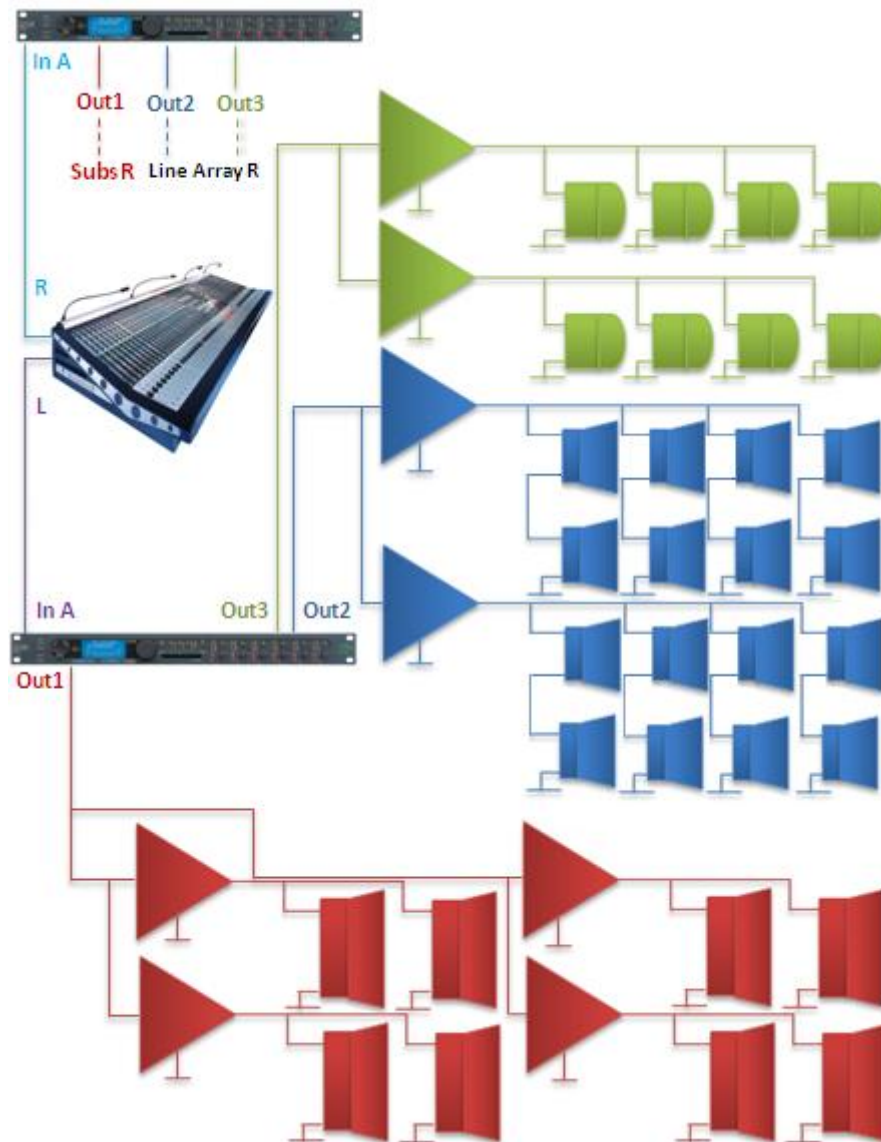 In A
Out1
Out2
Out3
Subs R
Line Array R
R
L
In A
Out3
Out2
Out1